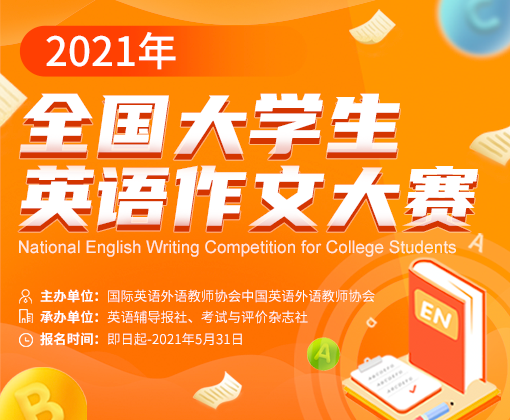 2021年
全国大学生
英语作文大赛
National English Writing Competition for College Students
主办单位：国际英语外语教师协会中国英语外语教师协会
承办单位：英语辅导报社、考试与评价杂志社
报名时间：即日起-2021年5月31日
EN
A
A
B
C